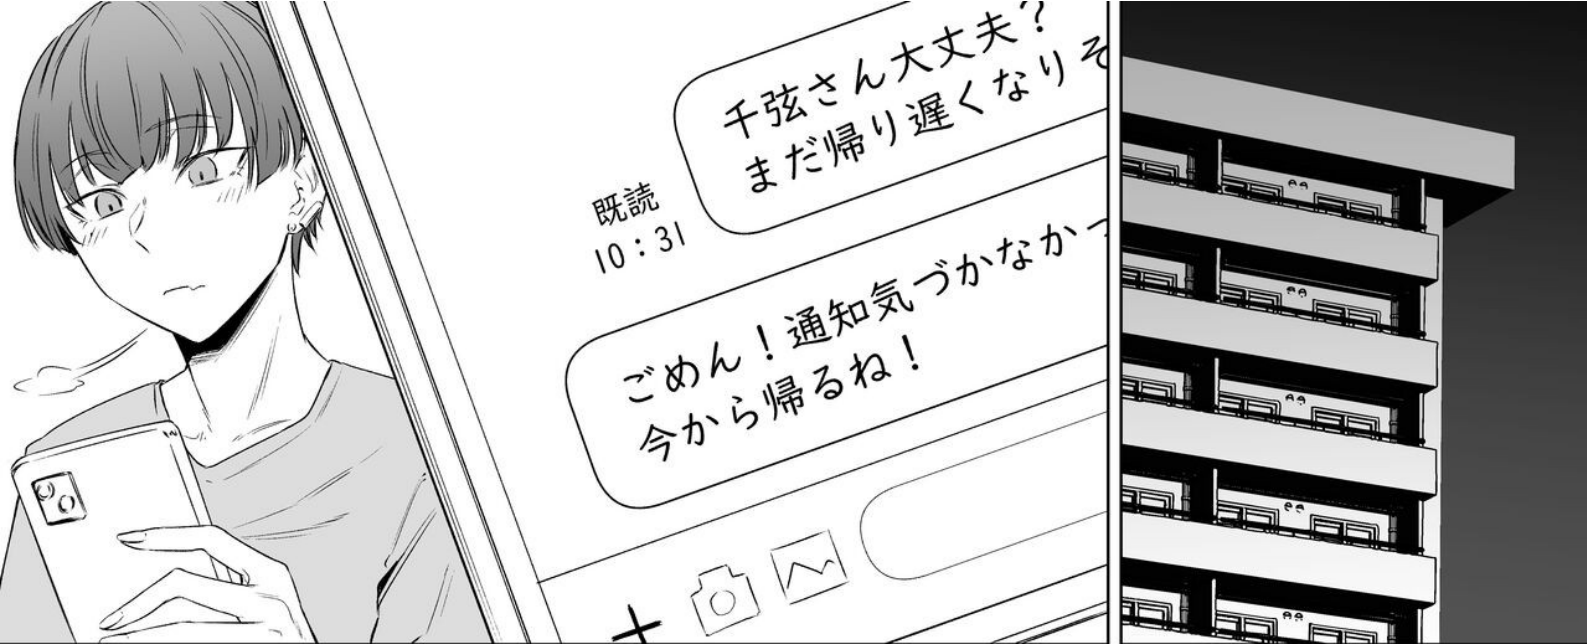 千弦さん大丈夫？
まだ帰り遅くなりそ
既読
10:31
ごめん！通知気づかなかっ
今から帰るね！